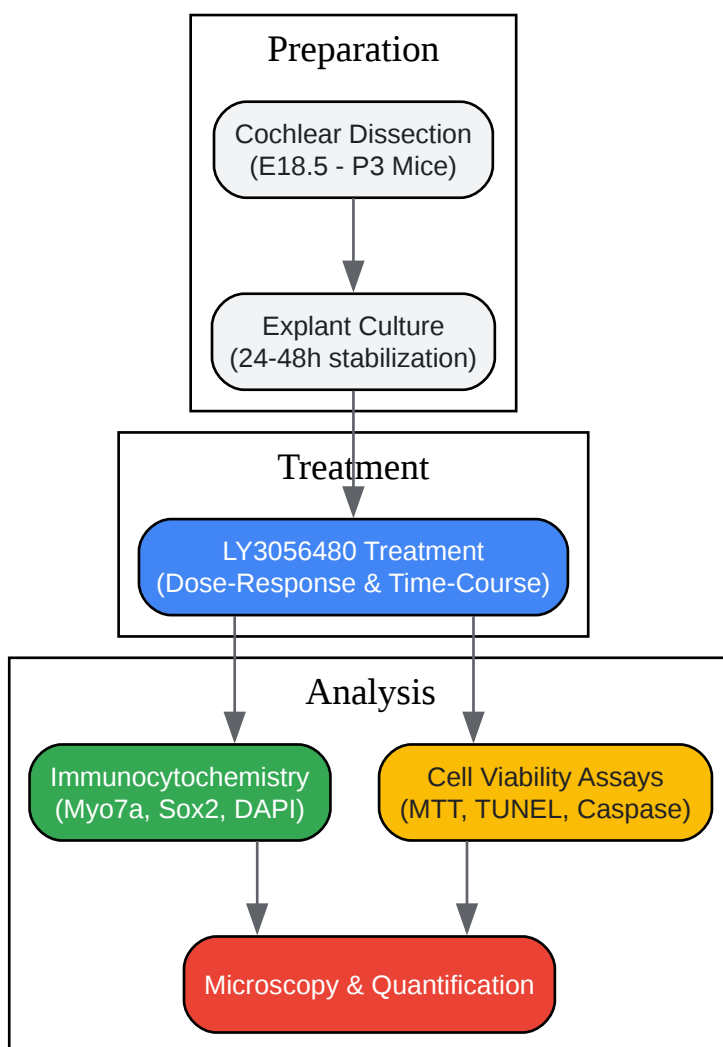 Preparation
Cochlear Dissection
(E18.5 - P3 Mice)
Explant Culture
(24-48h stabilization)
Treatment
LY3056480 Treatment
(Dose-Response & Time-Course)
Analysis
Immunocytochemistry
(Myo7a, Sox2, DAPI)
Cell Viability Assays
(MTT, TUNEL, Caspase)
Microscopy & Quantification